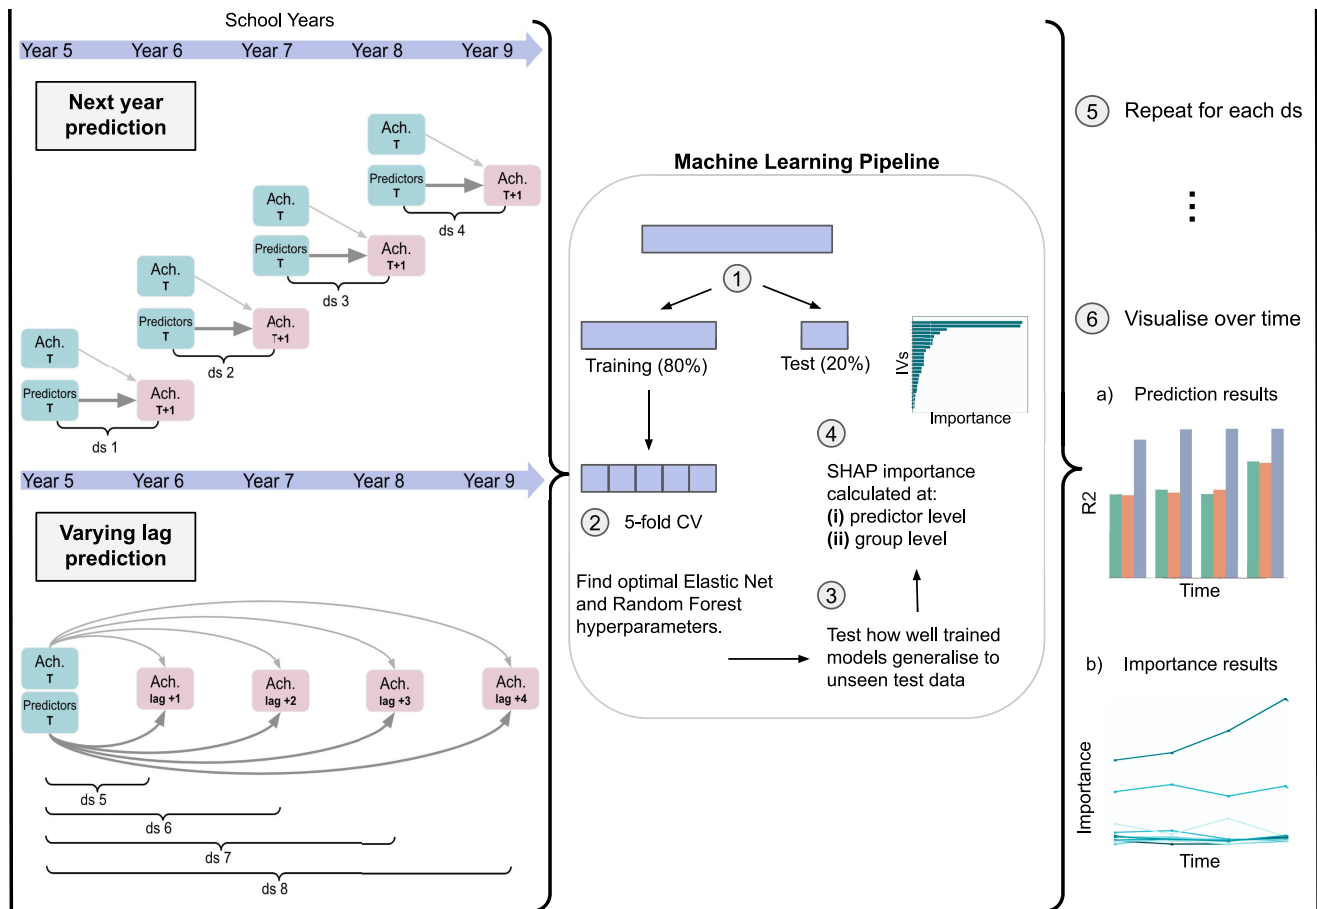 School Years
Year 5 Year 6 Year 7 Year 8 Year 9
Next year
prediction
Ach.
T
Predictors
T
Ach.
T+1
ds 4
Ach.
T
Predictors
T
Ach.
T+1
ds 3
Ach.
T
Predictors
T
Ach.
T+1
ds 2
Ach.
T
Predictors
T
Ach.
T+1
ds 1
Year 5 Year 6 Year 7 Year 8 Year 9
Varying lag
prediction
Ach.
T
Predictors
T
Ach.
lag +1
Ach.
lag +2
Ach.
lag +3
Ach.
lag +4
ds 5
ds 6
ds 7
ds 8
Machine Learning Pipeline
1
Training (80%)
Test (20%)
2
5-fold CV
Find optimal Elastic Net
and Random Forest
hyperparameters.
3
Test how well trained
models generalise to
unseen test data
4
SHAP importance
calculated at:
(i) predictor level
(ii) group level
IVs
Importance
5 Repeat for each ds
6 Visualise over time
a) Prediction results
R2
Time
b) Importance results
Importance
Time